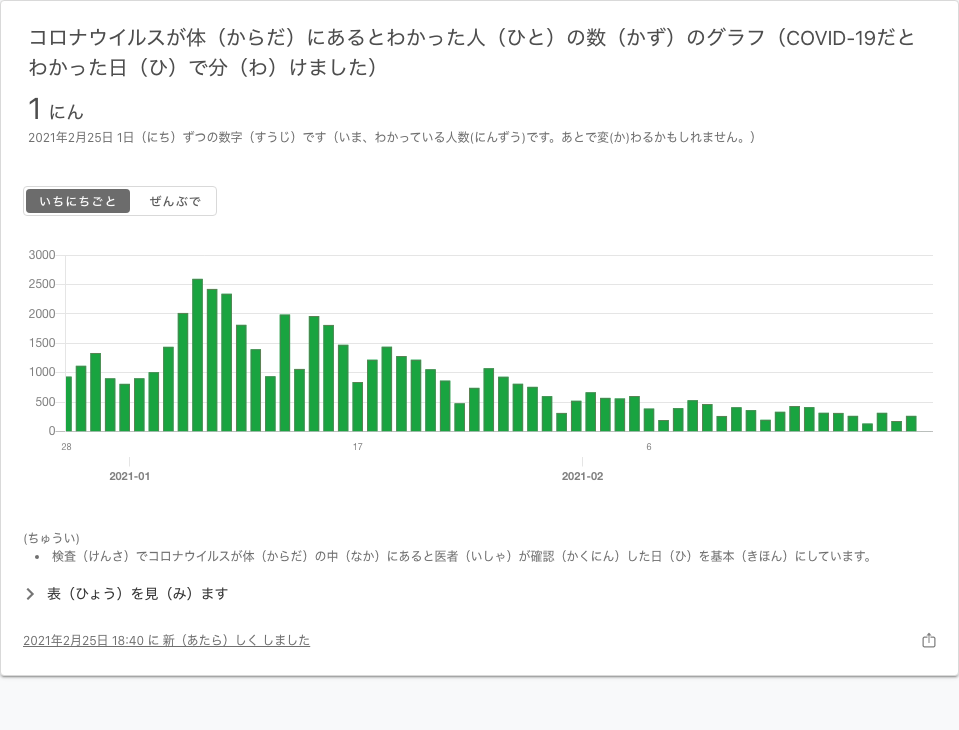 コロナウイルスが体（からだ）にあるとわかった人（ひと）の数（かず）のグラフ（COVID-19だと
わかった日（ひ）で分（わ）けました）
1 にん
2021年2月25日 1日（にち）ずつの数字（すうじ）です（いま、わかっている人数(にんずう)です。あとで変(か)わるかもしれません。）
いちにちごと ぜんぶで
3000
2500
2000
1500
1000
500
0
28 17 6
2021-01 2021-02
(ちゅうい)
• 検査（けんさ）でコロナウイルスが体（からだ）の中（なか）にあると医者（いしゃ）が確認（かくにん）した日（ひ）を基本（きほん）にしています。
表（ひょう）を見（み）ます
2021年2月25日 18:40 に 新（あたら）しく しました